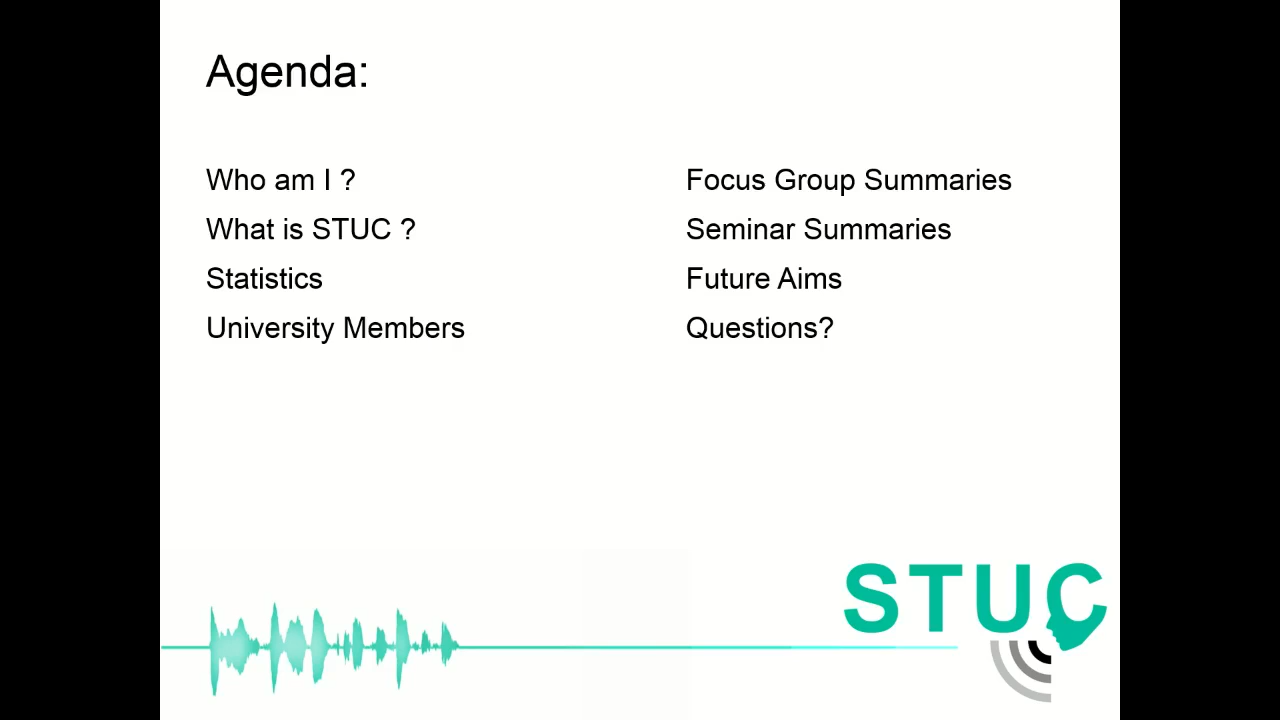 Agenda:
Who am I ?
What is STUC ?
Statistics
University Members
Focus Group Summaries
Seminar Summaries
Future Aims
Questions?
STUC